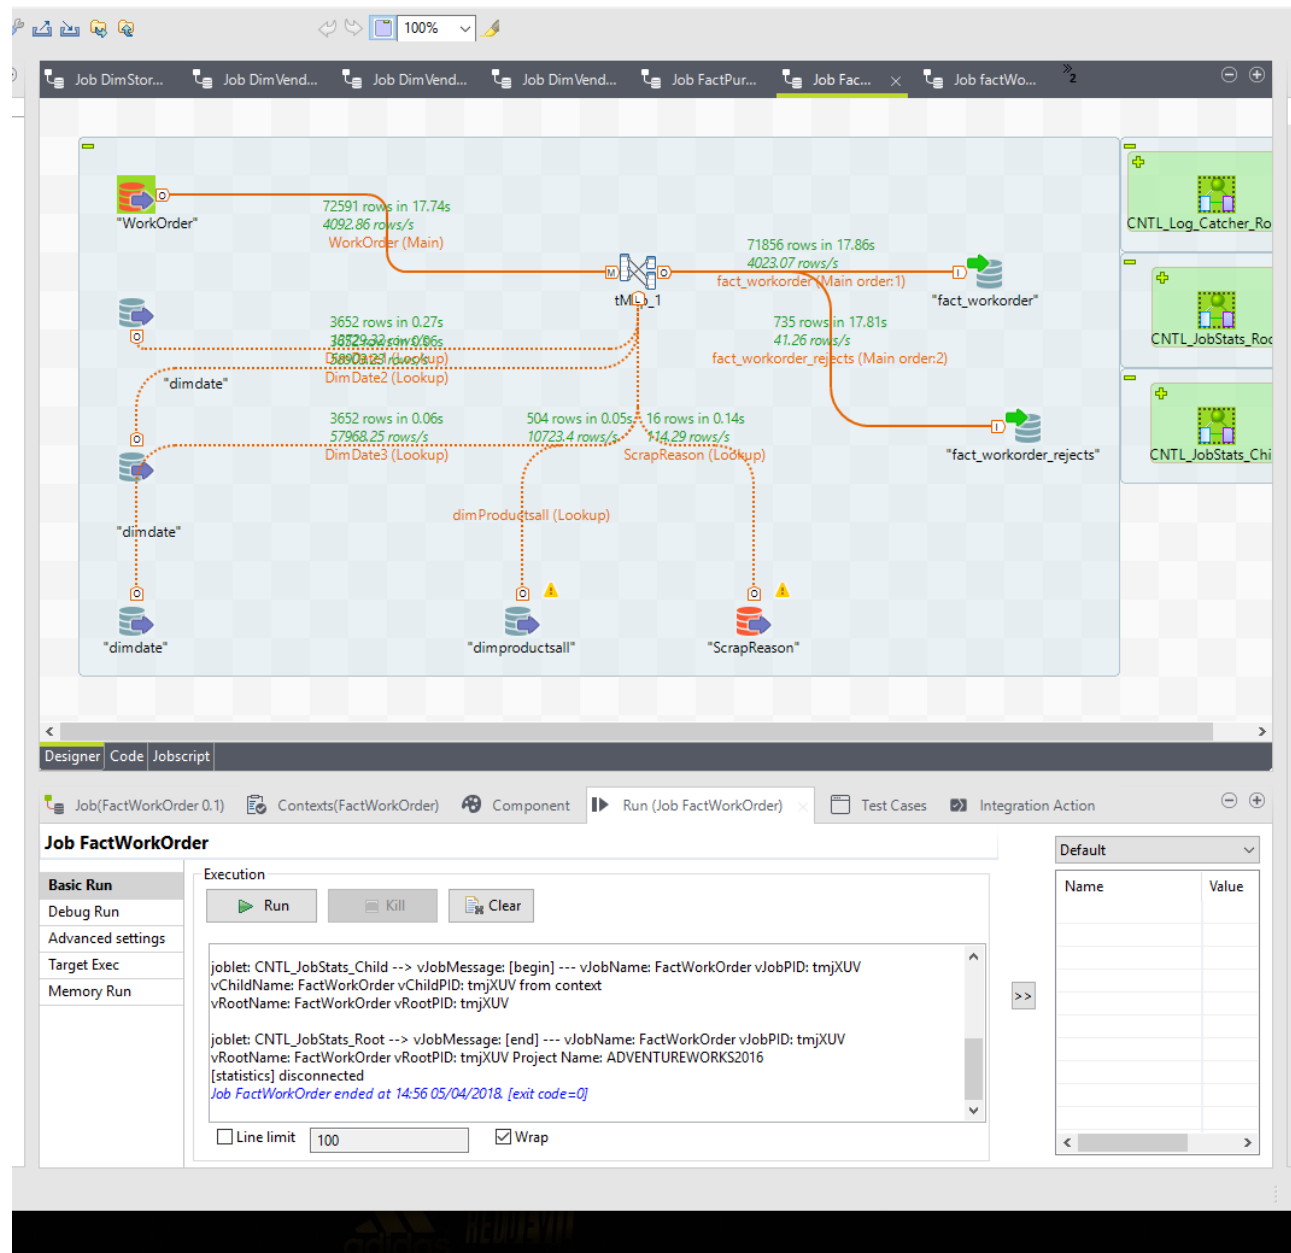 100%
Job DimStor...
Job DimVend...
Job DimVend...
Job DimVend...
Job FactPur...
Job Fac...
Job factWo...
»2
"WorkOrder"
72591 rows in 17.74s
4092.86 rows/s
WorkOrder (Main)
tMap_1
71856 rows in 17.86s
4023.07 rows/s
fact_workorder (Main order:1)
"fact_workorder"
735 rows in 17.81s
41.26 rows/s
fact_workorder_rejects (Main order:2)
"fact_workorder_rejects"
CNTL_Log_Catcher_Ro
CNTL_JobStats_Roo
CNTL_JobStats_Chi
3652 rows in 0.27s
DimDate2 (Lookup)
"dimdate"
3652 rows in 0.06s
57968.25 rows/s
DimDate3 (Lookup)
504 rows in 0.05s
10723.4 rows/s
16 rows in 0.14s
114.29 rows/s
ScrapReason (Lookup)
dimProductsall (Lookup)
"dimdate"
"dimdate"
"dimproductsall"
"ScrapReason"
Designer
Code
Jobscript
Job(FactWorkOrder 0.1)
Contexts(FactWorkOrder)
Component
Run (Job FactWorkOrder)
Test Cases
Integration Action
Job FactWorkOrder
Default
Basic Run
Debug Run
Advanced settings
Target Exec
Memory Run
Execution
Run
Kill
Clear
Name
Value
joblet: CNTL_JobStats_Child --> vJobMessage: [begin] --- vJobName: FactWorkOrder vJobPID: tmjXUV
vChildName: FactWorkOrder vChildPID: tmjXUV from context
vRootName: FactWorkOrder vRootPID: tmjXUV
joblet: CNTL_JobStats_Root --> vJobMessage: [end] --- vJobName: FactWorkOrder vJobPID: tmjXUV
vRootName: FactWorkOrder vRootPID: tmjXUV Project Name: ADVENTUREWORKS2016
[statistics] disconnected
Job FactWorkOrder ended at 14:56 05/04/2018. [exit code=0]
>>
Line limit
100
Wrap
adidas